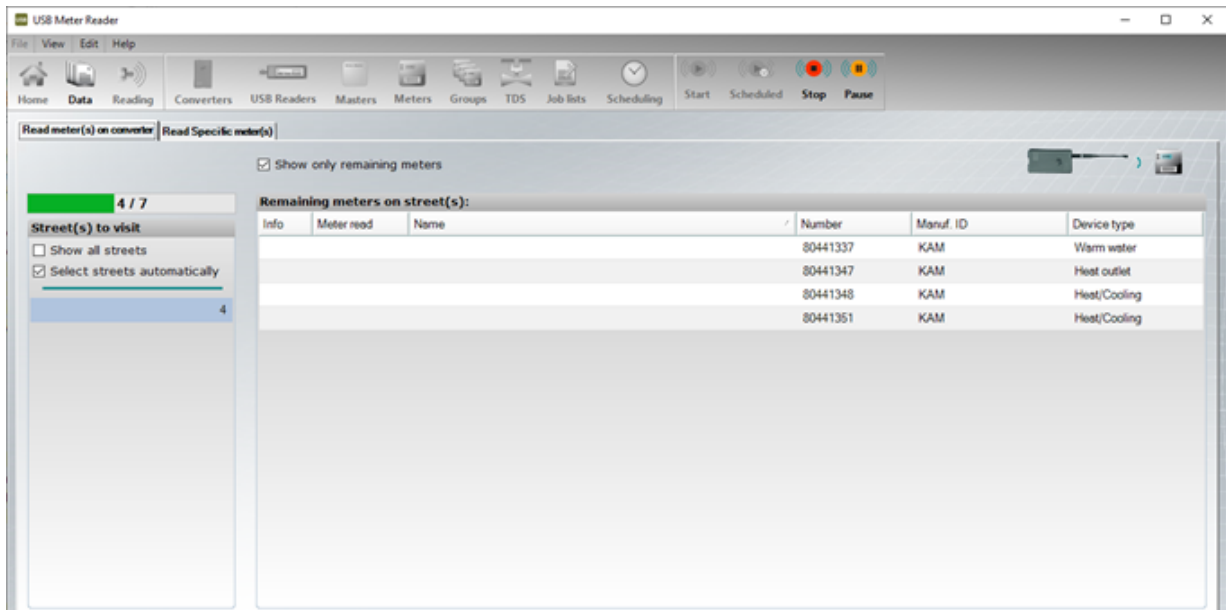 USB Meter Reader
File View Edit Help
Home Data Reading Converters USB Readers Masters Meters Groups TDS Job lists Scheduling Start Scheduled Stop Pause
Read meter(s) on converter Read Specific meter(s)
Show only remaining meters
4 / 7
Street(s) to visit
Show all streets
Select streets automatically
4
Remaining meters on street(s):
Info Meter read Name Number Manuf. ID Device type
80441337 KAM Warm water
80441347 KAM Heat outlet
80441348 KAM Heat/Cooling
80441351 KAM Heat/Cooling